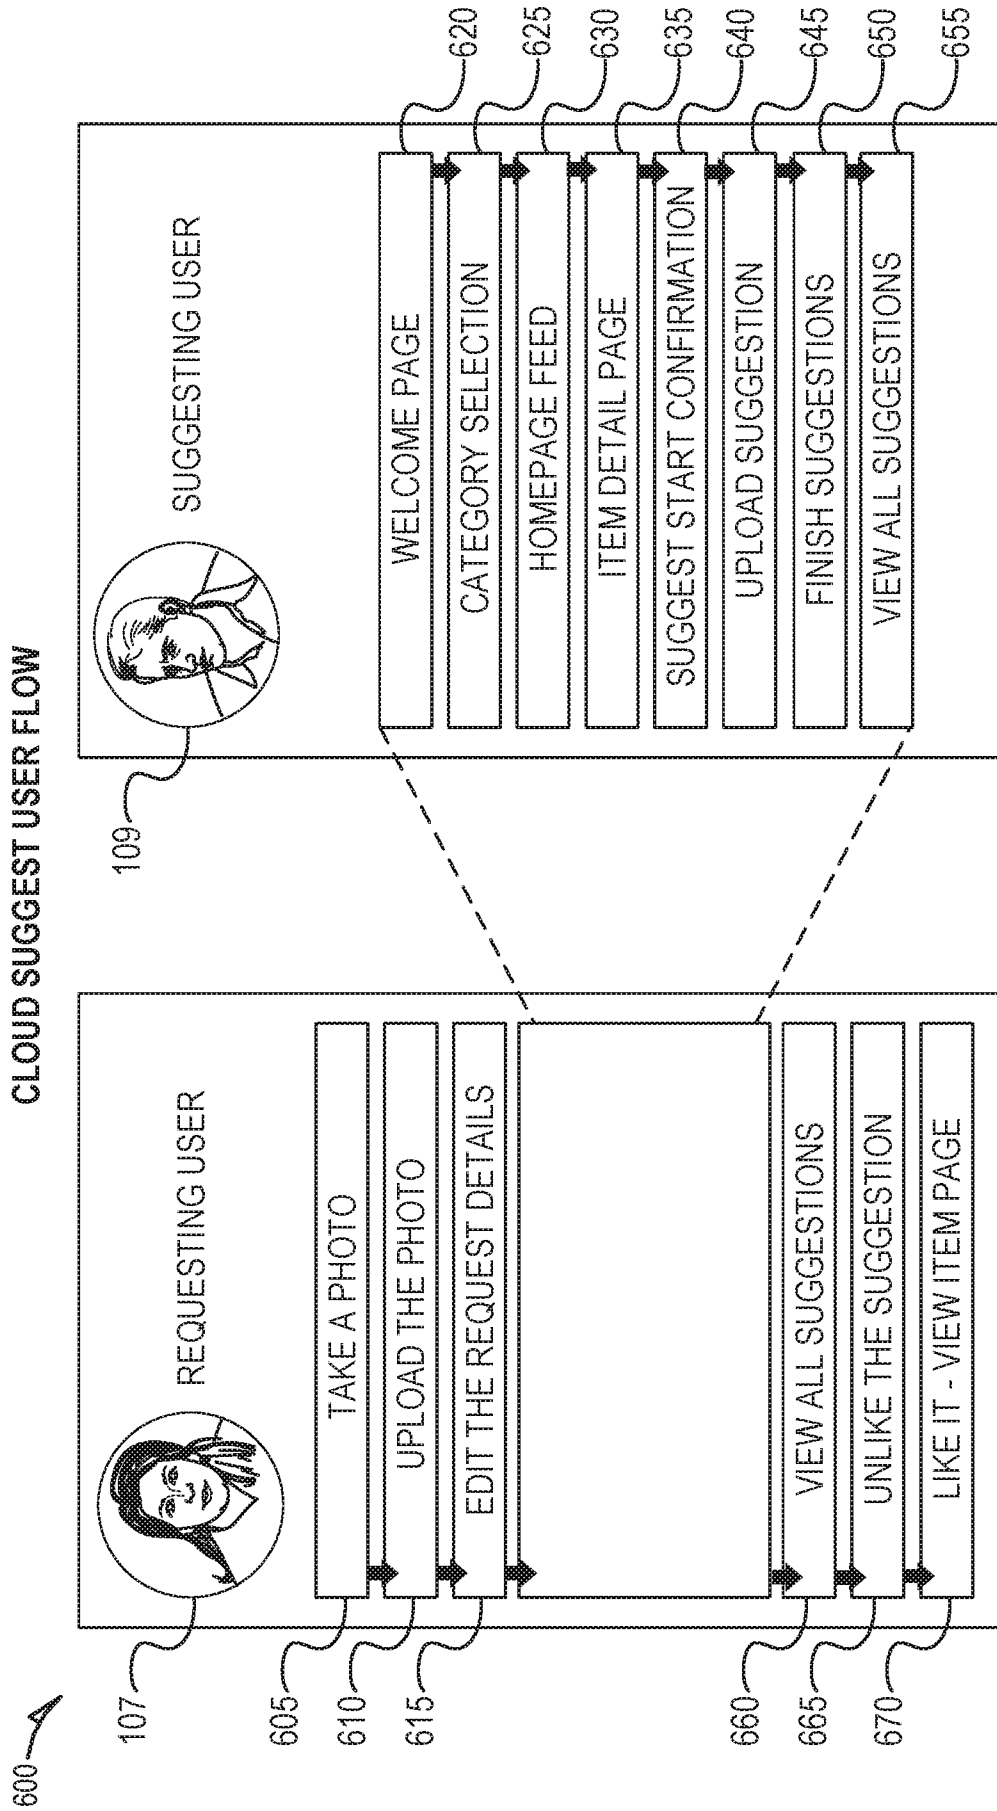 CLOUD SUGGEST USER FLOW
600
107
REQUESTING USER
605
TAKE A PHOTO
610
UPLOAD THE PHOTO
615
EDIT THE REQUEST DETAILS
660
VIEW ALL SUGGESTIONS
665
UNLIKE THE SUGGESTION
670
LIKE IT - VIEW ITEM PAGE
109
SUGGESTING USER
WELCOME PAGE
620
CATEGORY SELECTION
625
HOMEPAGE FEED
630
ITEM DETAIL PAGE
635
SUGGEST START CONFIRMATION
640
UPLOAD SUGGESTION
645
FINISH SUGGESTIONS
650
VIEW ALL SUGGESTIONS
655